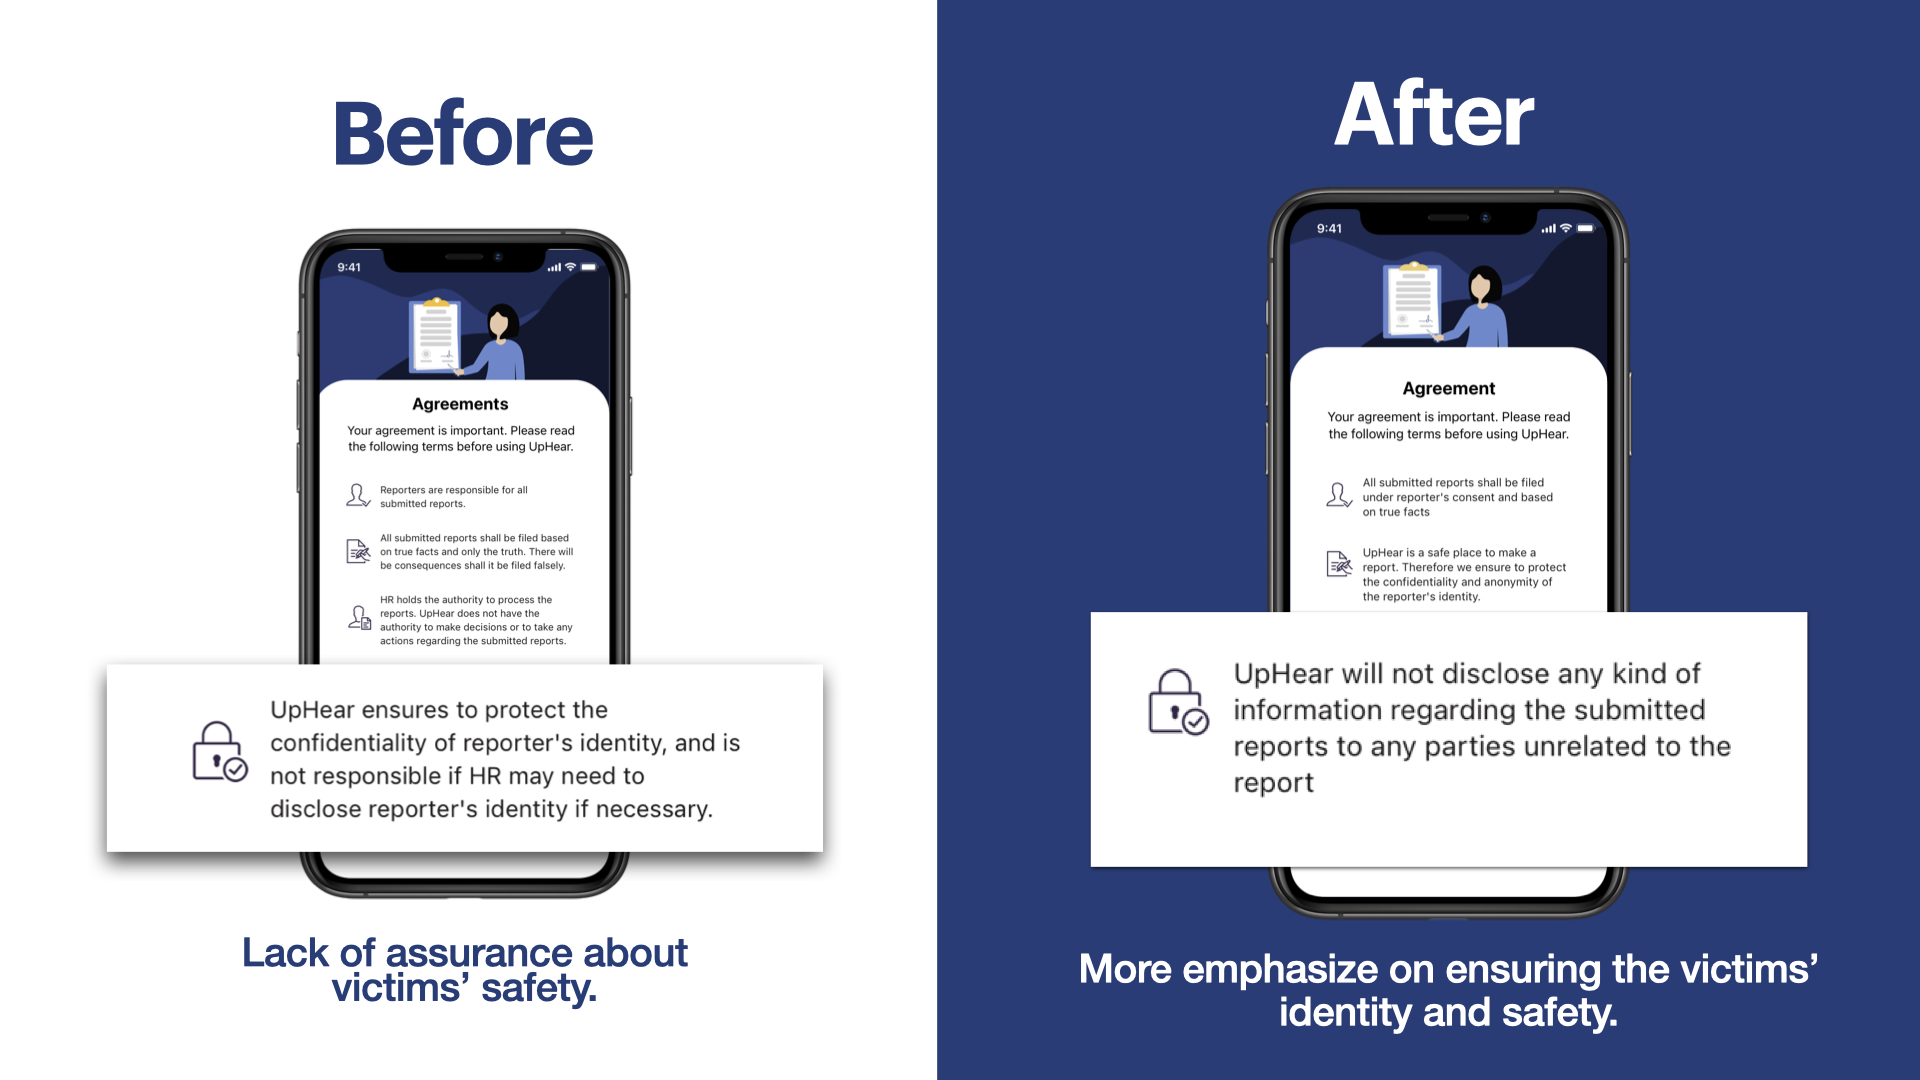 Before
9:41
Agreements
Your agreement is important. Please read
the following terms before using UpHear.
Reporters are responsible for all
submitted reports.
All submitted reports shall be filed based
on true facts and only the truth. There will
be consequences shall it be filed falsely.
HR holds the authority to process the
reports. UpHear does not have the
authority to make decisions or to take any
actions regarding the submitted reports.
UpHear ensures to protect the
confidentiality of reporter's identity, and is
not responsible if HR may need to
disclose reporter's identity if necessary.
Lack of assurance about
victims’ safety.
After
9:41
Agreement
Your agreement is important. Please read
the following terms before using UpHear.
All submitted reports shall be filed
under reporter's consent and based
on true facts
UpHear is a safe place to make a
report. Therefore we ensure to protect
the confidentiality and anonymity of
the reporter's identity.
UpHear will not disclose any kind of
information regarding the submitted
reports to any parties unrelated to the
report
More emphasize on ensuring the victims’
identity and safety.